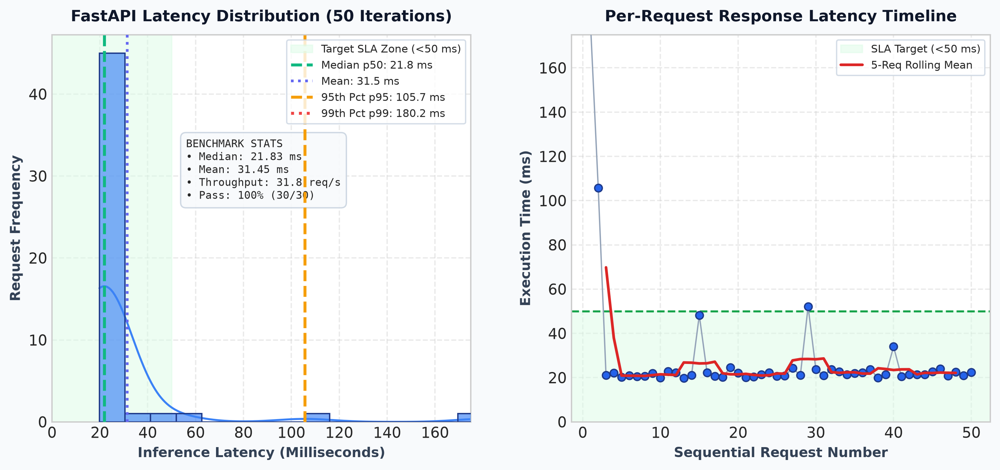 FastAPI Latency Distribution (50 Iterations)
Request Frequency
40
30
20
10
0
Target SLA Zone (<50 ms)
Median p50: 21.8 ms
Mean: 31.5 ms
95th Pct p95: 105.7 ms
99th Pct p99: 180.2 ms
BENCHMARK STATS
• Median: 21.83 ms
• Mean: 31.45 ms
• Throughput: 31.8 req/s
• Pass: 100% (30/30)
0 20 40 60 80 100 120 140 160
Inference Latency (Milliseconds)
Per-Request Response Latency Timeline
Execution Time (ms)
160
140
120
100
80
60
40
20
0
SLA Target (<50 ms)
5-Req Rolling Mean
0 10 20 30 40 50
Sequential Request Number